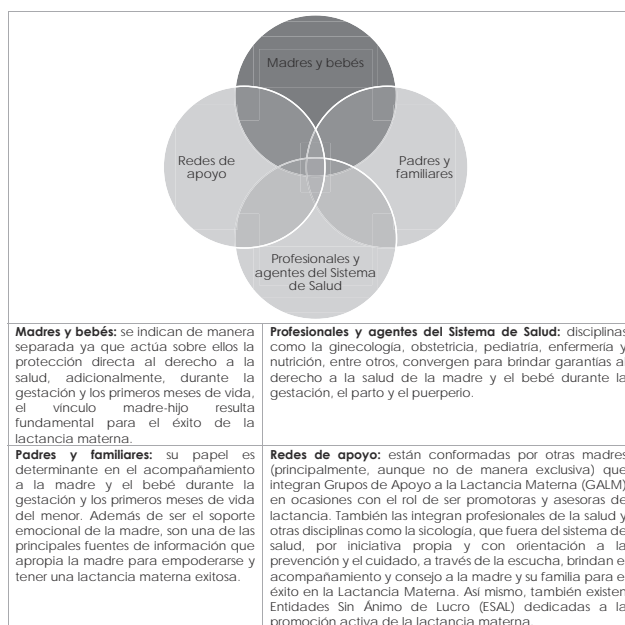 Madres y bebés
Redes de
apoyo
Padres y
familiares
Profesionales y
agentes del Sistema
de Salud
Madres y bebés: se indican de manera
separada ya que actúa sobre ellos la
protección directa al derecho a la
salud, adicionalmente, durante la
gestación y los primeros meses de vida,
el vínculo madre-hijo resulta
fundamental para el éxito de la
lactancia materna.
Profesionales y agentes del Sistema de Salud: disciplinas
como la ginecología, obstetricia, pediatría, enfermería y
nutrición, entre otros, convergen para brindar garantías al
derecho a la salud de la madre y el bebé durante la
gestación, el parto y el puerperio.
Padres y familiares: su papel es
determinante en el acompañamiento
a la madre y el bebé durante la
gestación y los primeros meses de vida
del menor. Además de ser el soporte
emocional de la madre, son una de las
principales fuentes de información que
apropia la madre para empoderarse y
tener una lactancia materna exitosa.
Redes de apoyo: están conformadas por otras madres
(principalmente, aunque no de manera exclusiva) que
integran Grupos de Apoyo a la Lactancia Materna (GALM)
en ocasiones con el rol de ser promotoras y asesoras de
lactancia. También las integran profesionales de la salud y
otras disciplinas como la sicología, que fuera del sistema de
salud, por iniciativa propia y con orientación a la
prevención y el cuidado, a través de la escucha, brindan el
acompañamiento y consejo a la madre y su familia para el
éxito en la Lactancia Materna. Así mismo, también existen
Entidades Sin Ánimo de Lucro (ESAL) dedicadas a la
promoción activa de la lactancia materna.